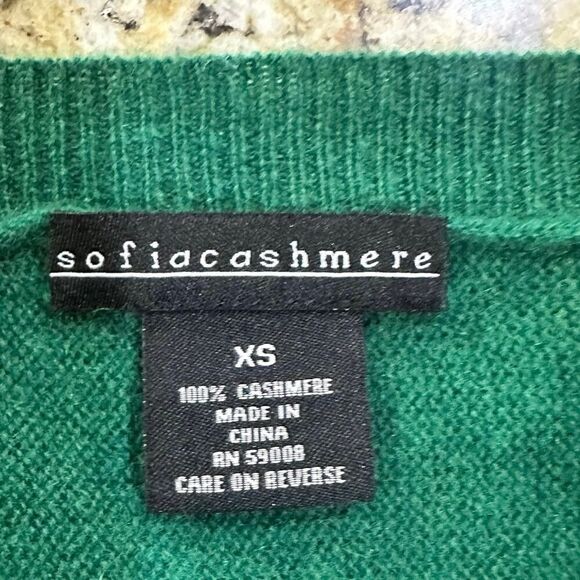 sofiacashmere
XS
100% CASHMERE
MADE IN
CHINA
RN 59008
CARE ON REVERSE